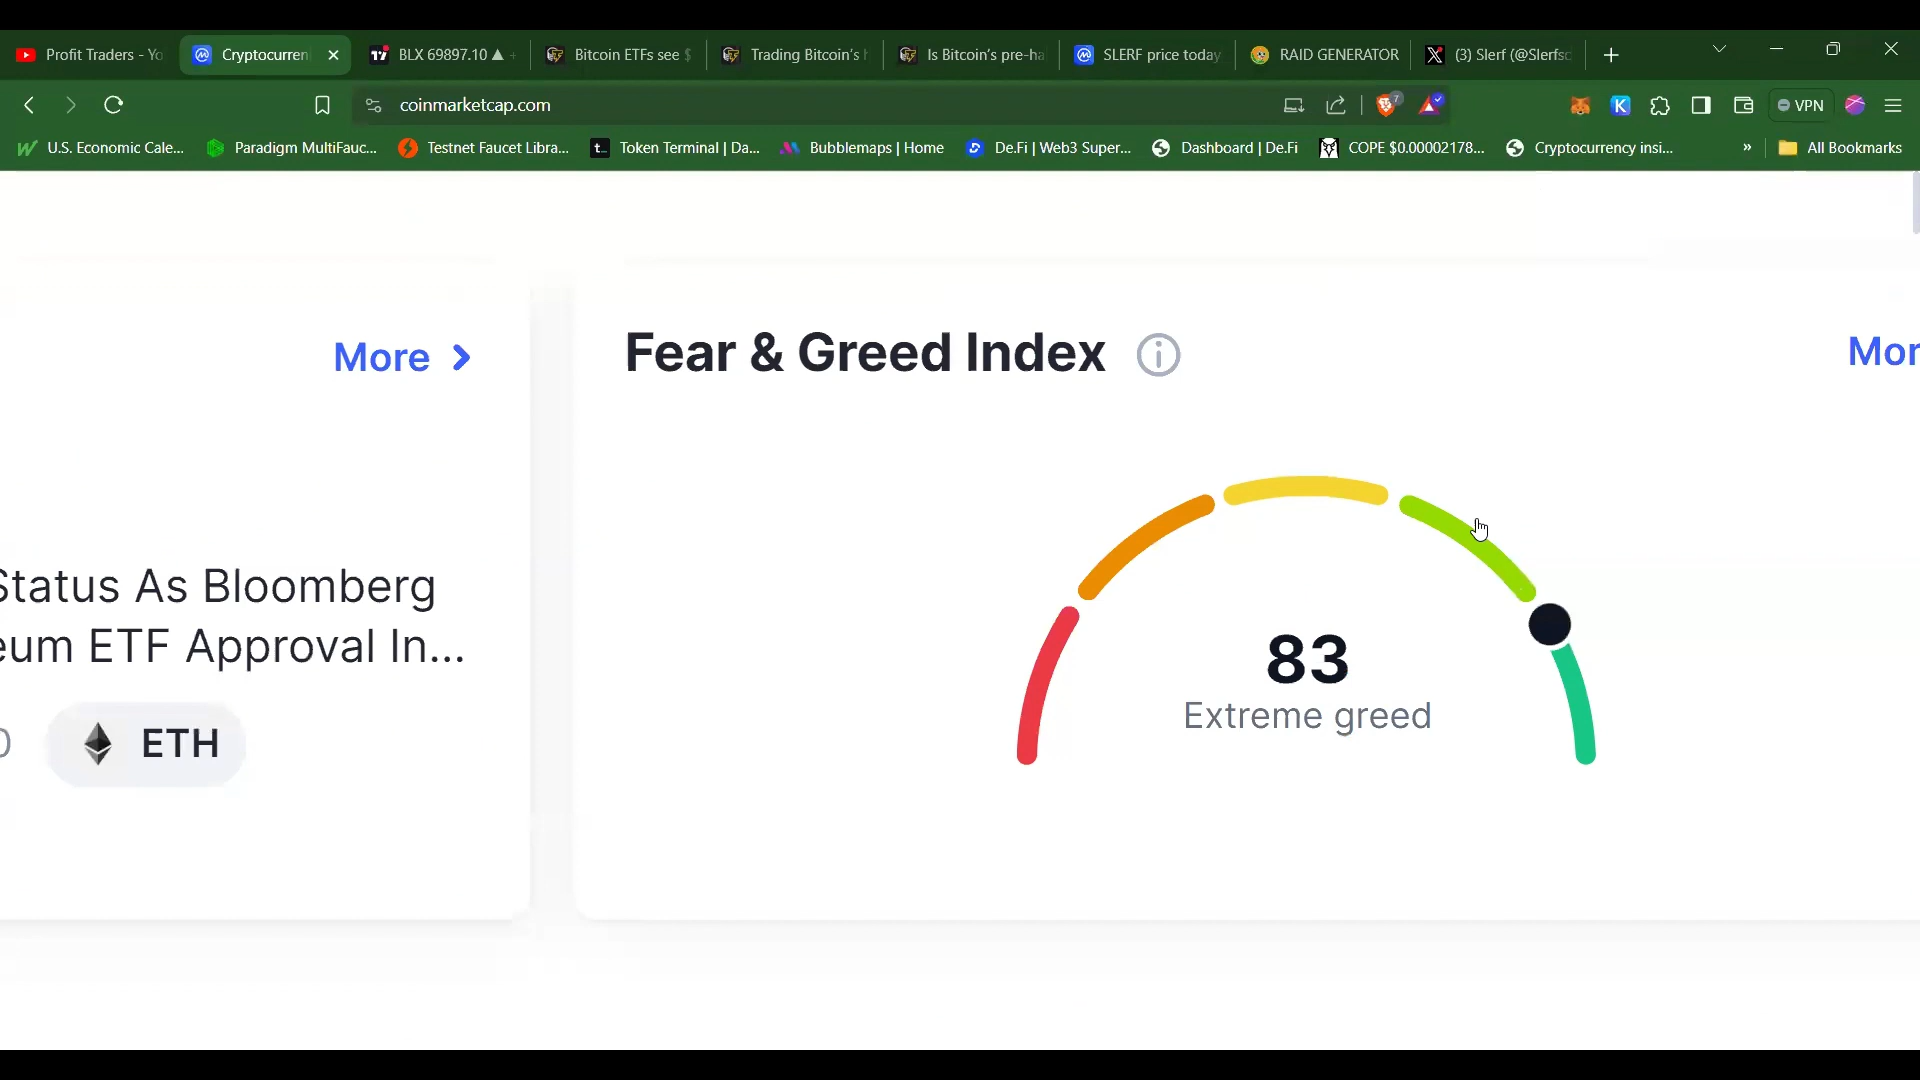 Profit Traders - Yo
Cryptocurren
BLX 69897.10 ▲ +
Bitcoin ETFs see $
Trading Bitcoin's h
Is Bitcoin's pre-ha
SLERF price today
RAID GENERATOR
(3) Slerf (@Slerfsc
coinmarketcap.com
7
K
VPN
U.S. Economic Cale...
Paradigm MultiFauc...
Testnet Faucet Libra...
t.
Token Terminal | Da...
Bubblemaps | Home
De.Fi | Web3 Super...
Dashboard | De.Fi
COPE $0.00002178...
Cryptocurrency insi...
»
All Bookmarks
More >
Fear & Greed Index
Mor
Status As Bloomberg
eum ETF Approval In...
ETH
83
Extreme greed